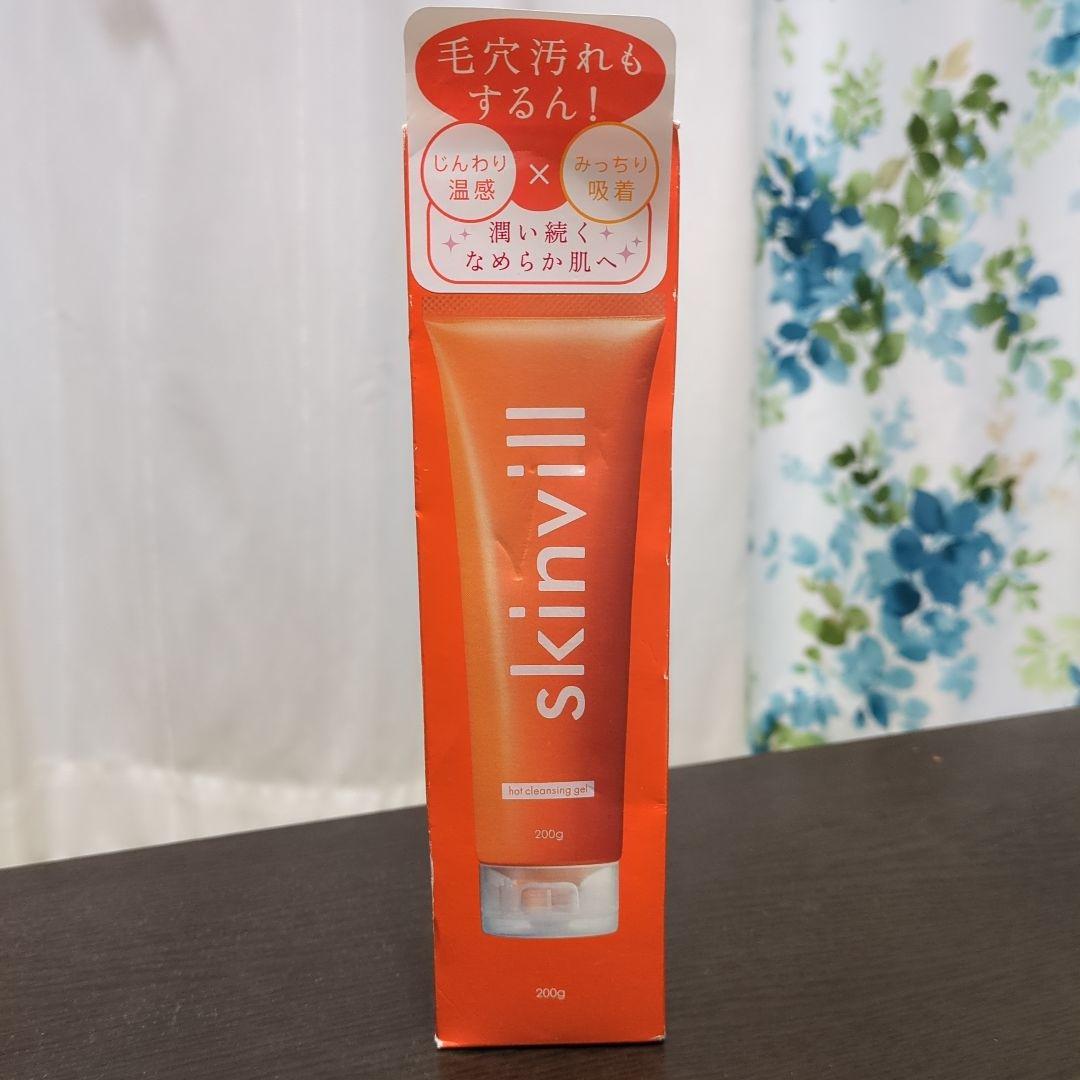 毛穴汚れも
するん!
じんわり
温感
×
みっちり
吸着
潤い続く
なめらか肌へ
skinvill
hot cleansing gel
200g
200g